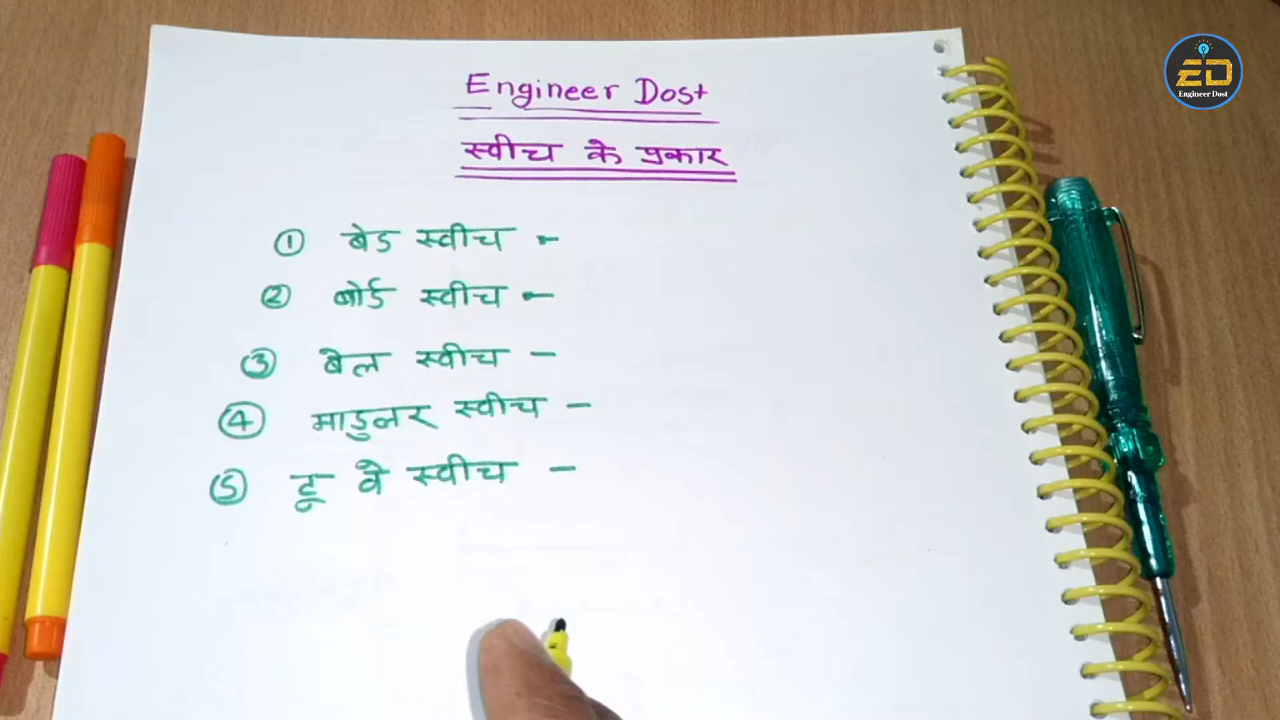 Engineer Dost
स्वीच के प्रकार
① बेड स्वीच -
② बोर्ड स्वीच -
③ बेल स्वीच -
④ माडुलर स्वीच -
⑤ टू वे स्वीच -
ED
Engineer Dost